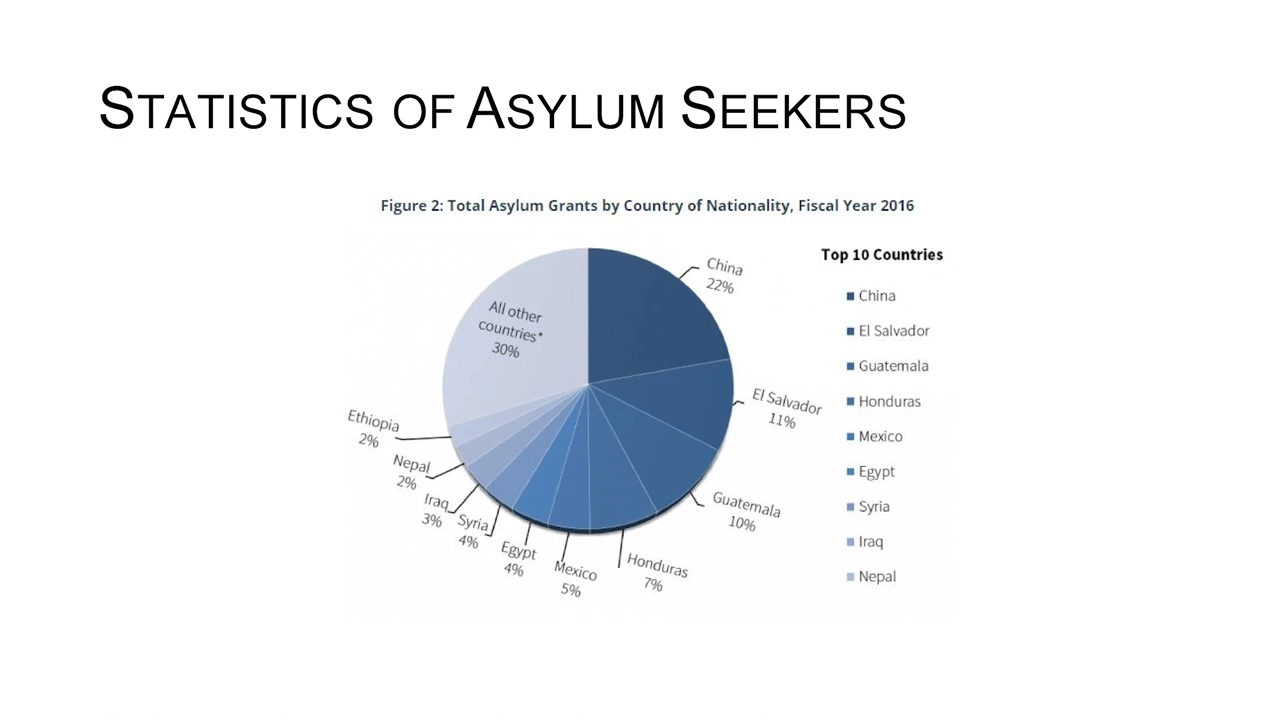 STATISTICS OF ASYLUM SEEKERS
Figure 2: Total Asylum Grants by Country of Nationality, Fiscal Year 2016
China
22%
El Salvador
11%
Guatemala
10%
Honduras
7%
Mexico
5%
Egypt
4%
Syria
4%
Iraq
3%
Nepal
2%
Ethiopia
2%
All other
countries*
30%
Top 10 Countries
China
El Salvador
Guatemala
Honduras
Mexico
Egypt
Syria
Iraq
Nepal